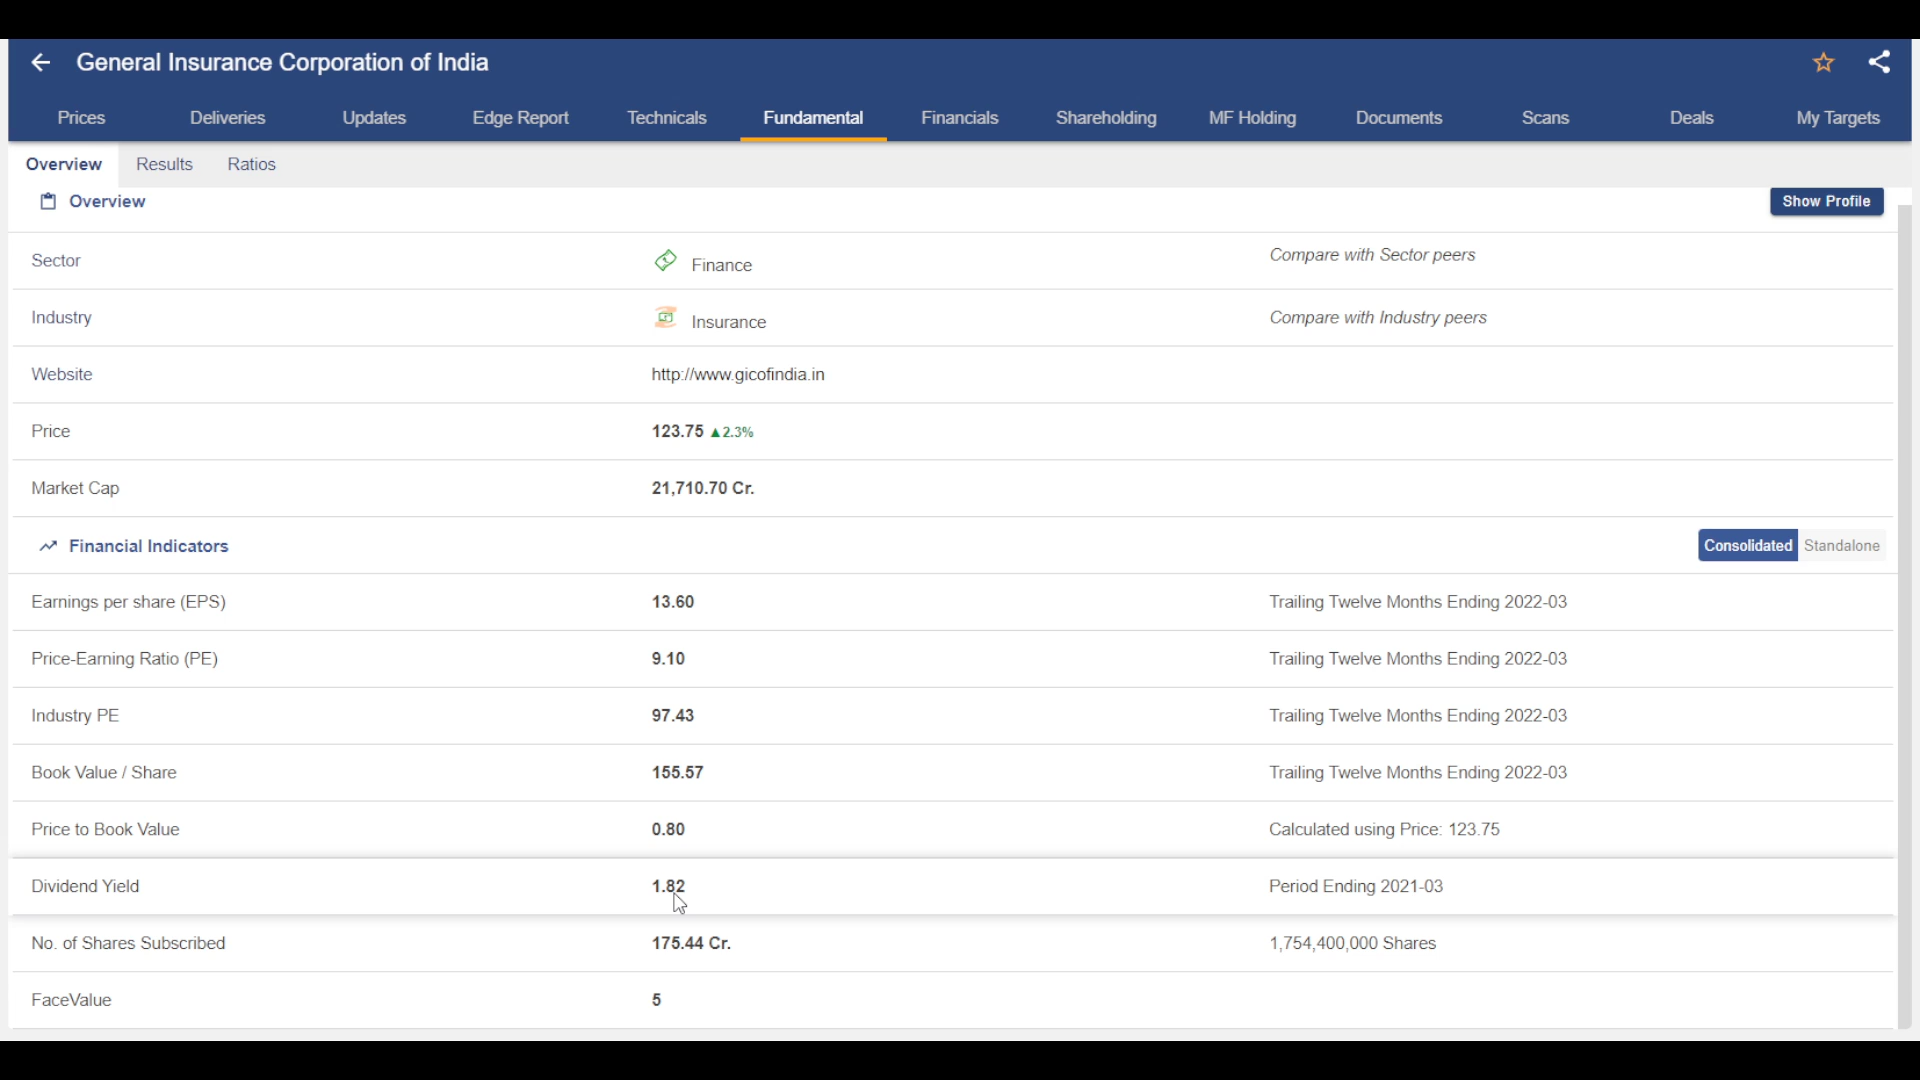 General Insurance Corporation of India
Prices Deliveries Updates Edge Report Technicals Fundamental Financials Shareholding MF Holding Documents Scans Deals My Targets
Overview Results Ratios
Overview Show Profile
Sector Finance Compare with Sector peers
Industry Insurance Compare with Industry peers
Website http://www.gicofindia.in
Price 123.75 ▲2.3%
Market Cap 21,710.70 Cr.
Financial Indicators Consolidated Standalone
Earnings per share (EPS) 13.60 Trailing Twelve Months Ending 2022-03
Price-Earning Ratio (PE) 9.10 Trailing Twelve Months Ending 2022-03
Industry PE 97.43 Trailing Twelve Months Ending 2022-03
Book Value / Share 155.57 Trailing Twelve Months Ending 2022-03
Price to Book Value 0.80 Calculated using Price: 123.75
Dividend Yield 1.82 Period Ending 2021-03
No. of Shares Subscribed 175.44 Cr. 1,754,400,000 Shares
FaceValue 5